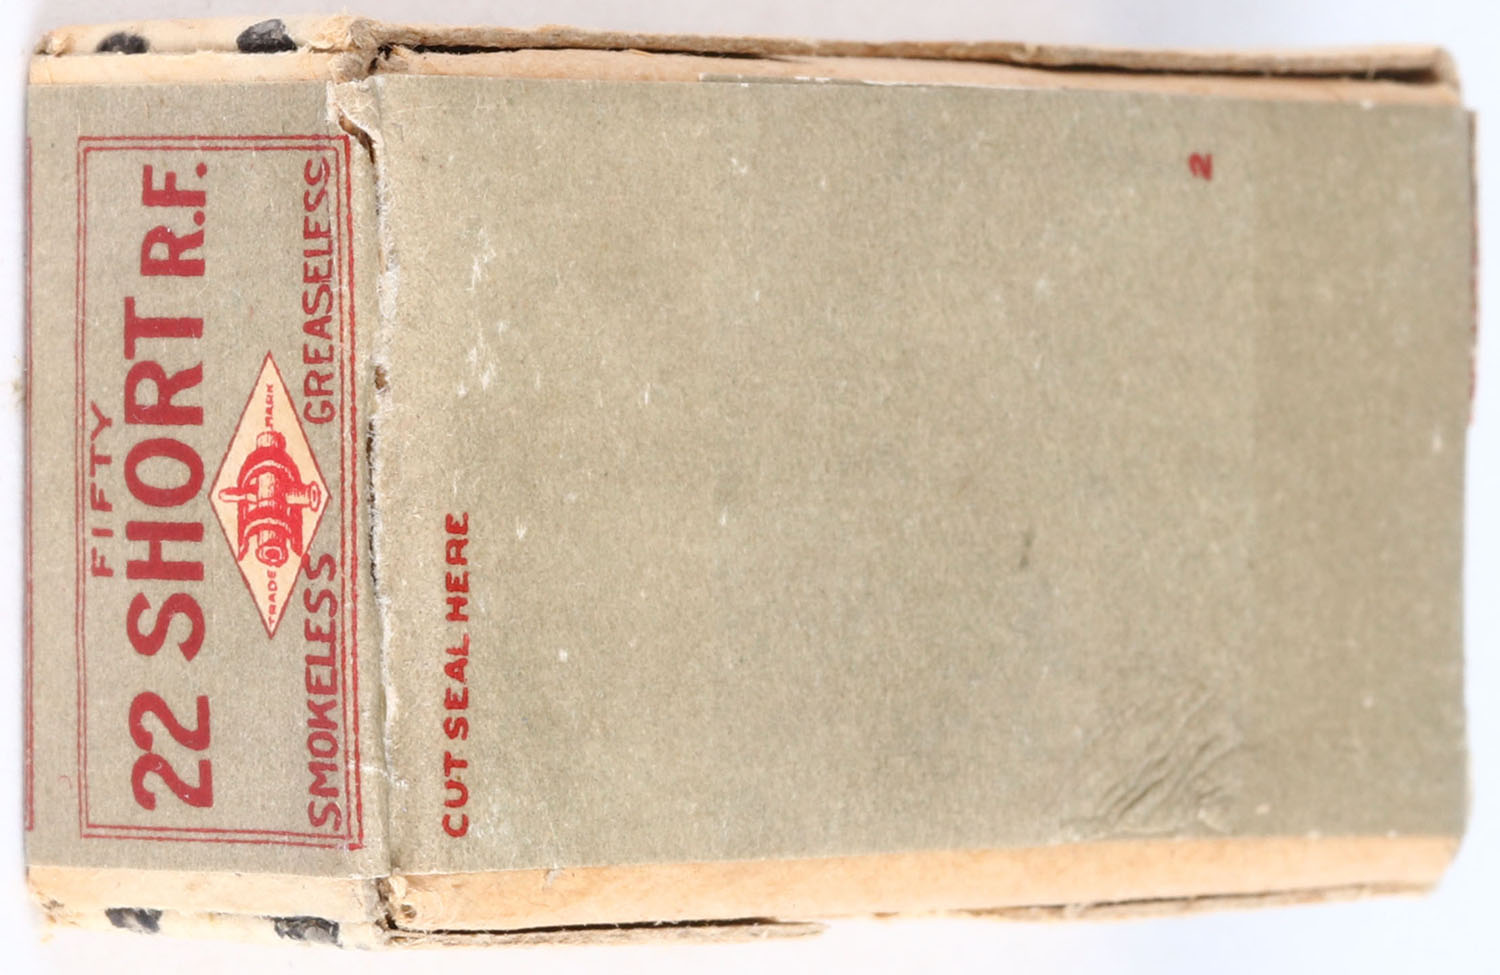 FIFTY
22 SHORT R.F.
TRADE MARK
SMOKELESS GREASELESS
CUT SEAL HERE
2